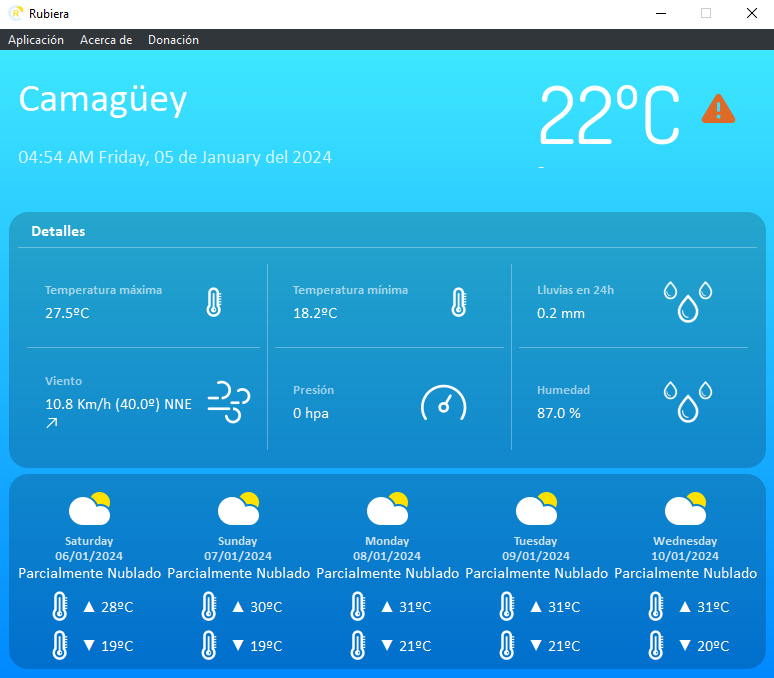 Rubiera
Aplicación Acerca de Donación
Camagüey
22ºC
04:54 AM Friday, 05 de January del 2024
Detalles
Temperatura máxima
27.5ºC
Temperatura mínima
18.2ºC
Lluvias en 24h
0.2 mm
Viento
10.8 Km/h (40.0º) NNE
↗
Presión
0 hpa
Humedad
87.0 %
Saturday
06/01/2024
Parcialmente Nublado
▲ 28ºC
▼ 19ºC
Sunday
07/01/2024
Parcialmente Nublado
▲ 30ºC
▼ 19ºC
Monday
08/01/2024
Parcialmente Nublado
▲ 31ºC
▼ 21ºC
Tuesday
09/01/2024
Parcialmente Nublado
▲ 31ºC
▼ 21ºC
Wednesday
10/01/2024
Parcialmente Nublado
▲ 31ºC
▼ 20ºC